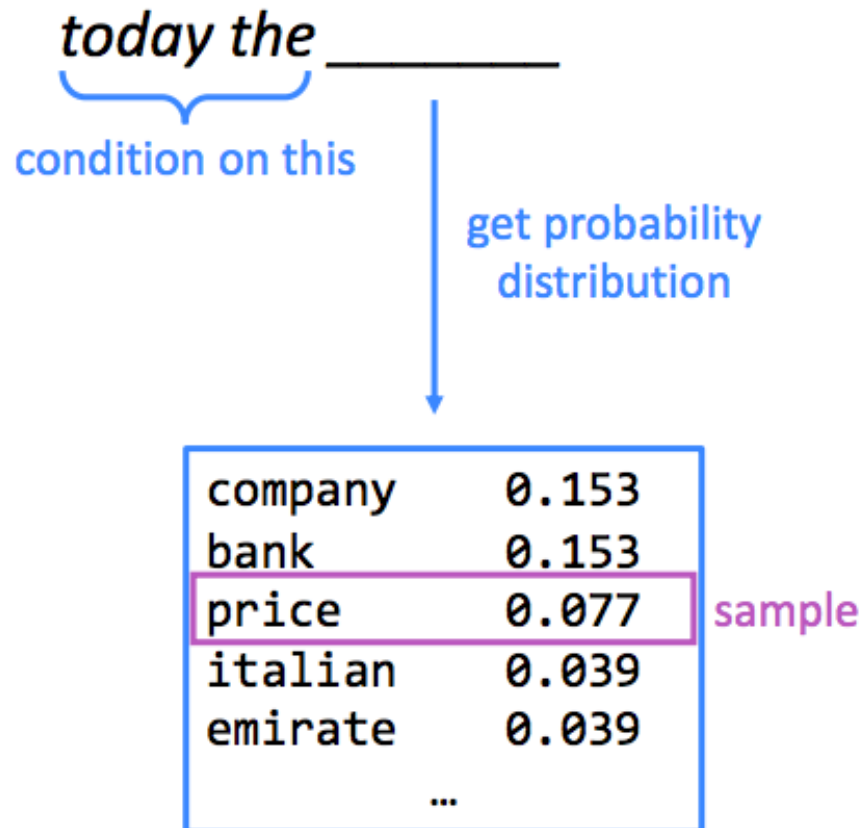 today the _______
condition on this
get probability
distribution
company 0.153
bank 0.153
price 0.077 sample
italian 0.039
emirate 0.039
…